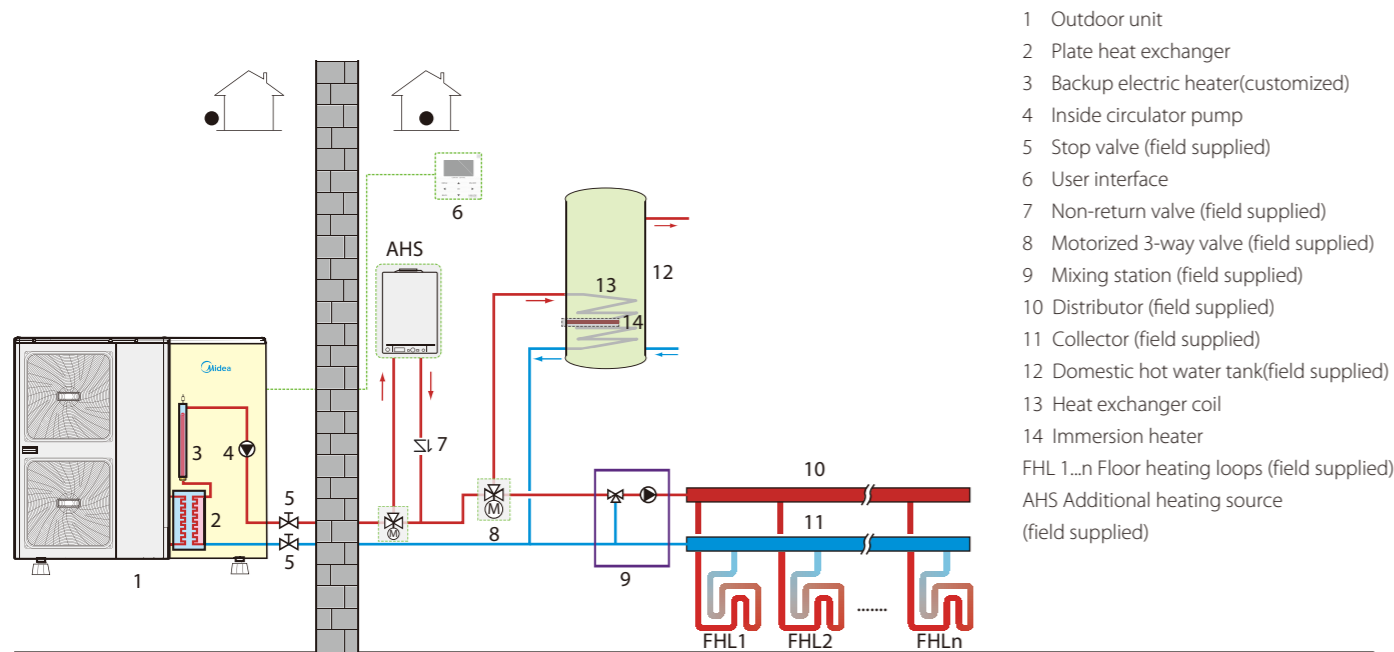 6
AHS
12
13
14
Midea
7
3
4
10
2
5
M
M
11
8
5
9
1
.......
FHL1
FHL2
FHLn
1 Outdoor unit
2 Plate heat exchanger
3 Backup electric heater(customized)
4 Inside circulator pump
5 Stop valve (field supplied)
6 User interface
7 Non-return valve (field supplied)
8 Motorized 3-way valve (field supplied)
9 Mixing station (field supplied)
10 Distributor (field supplied)
11 Collector (field supplied)
12 Domestic hot water tank(field supplied)
13 Heat exchanger coil
14 Immersion heater
FHL 1...n Floor heating loops (field supplied)
AHS Additional heating source
(field supplied)